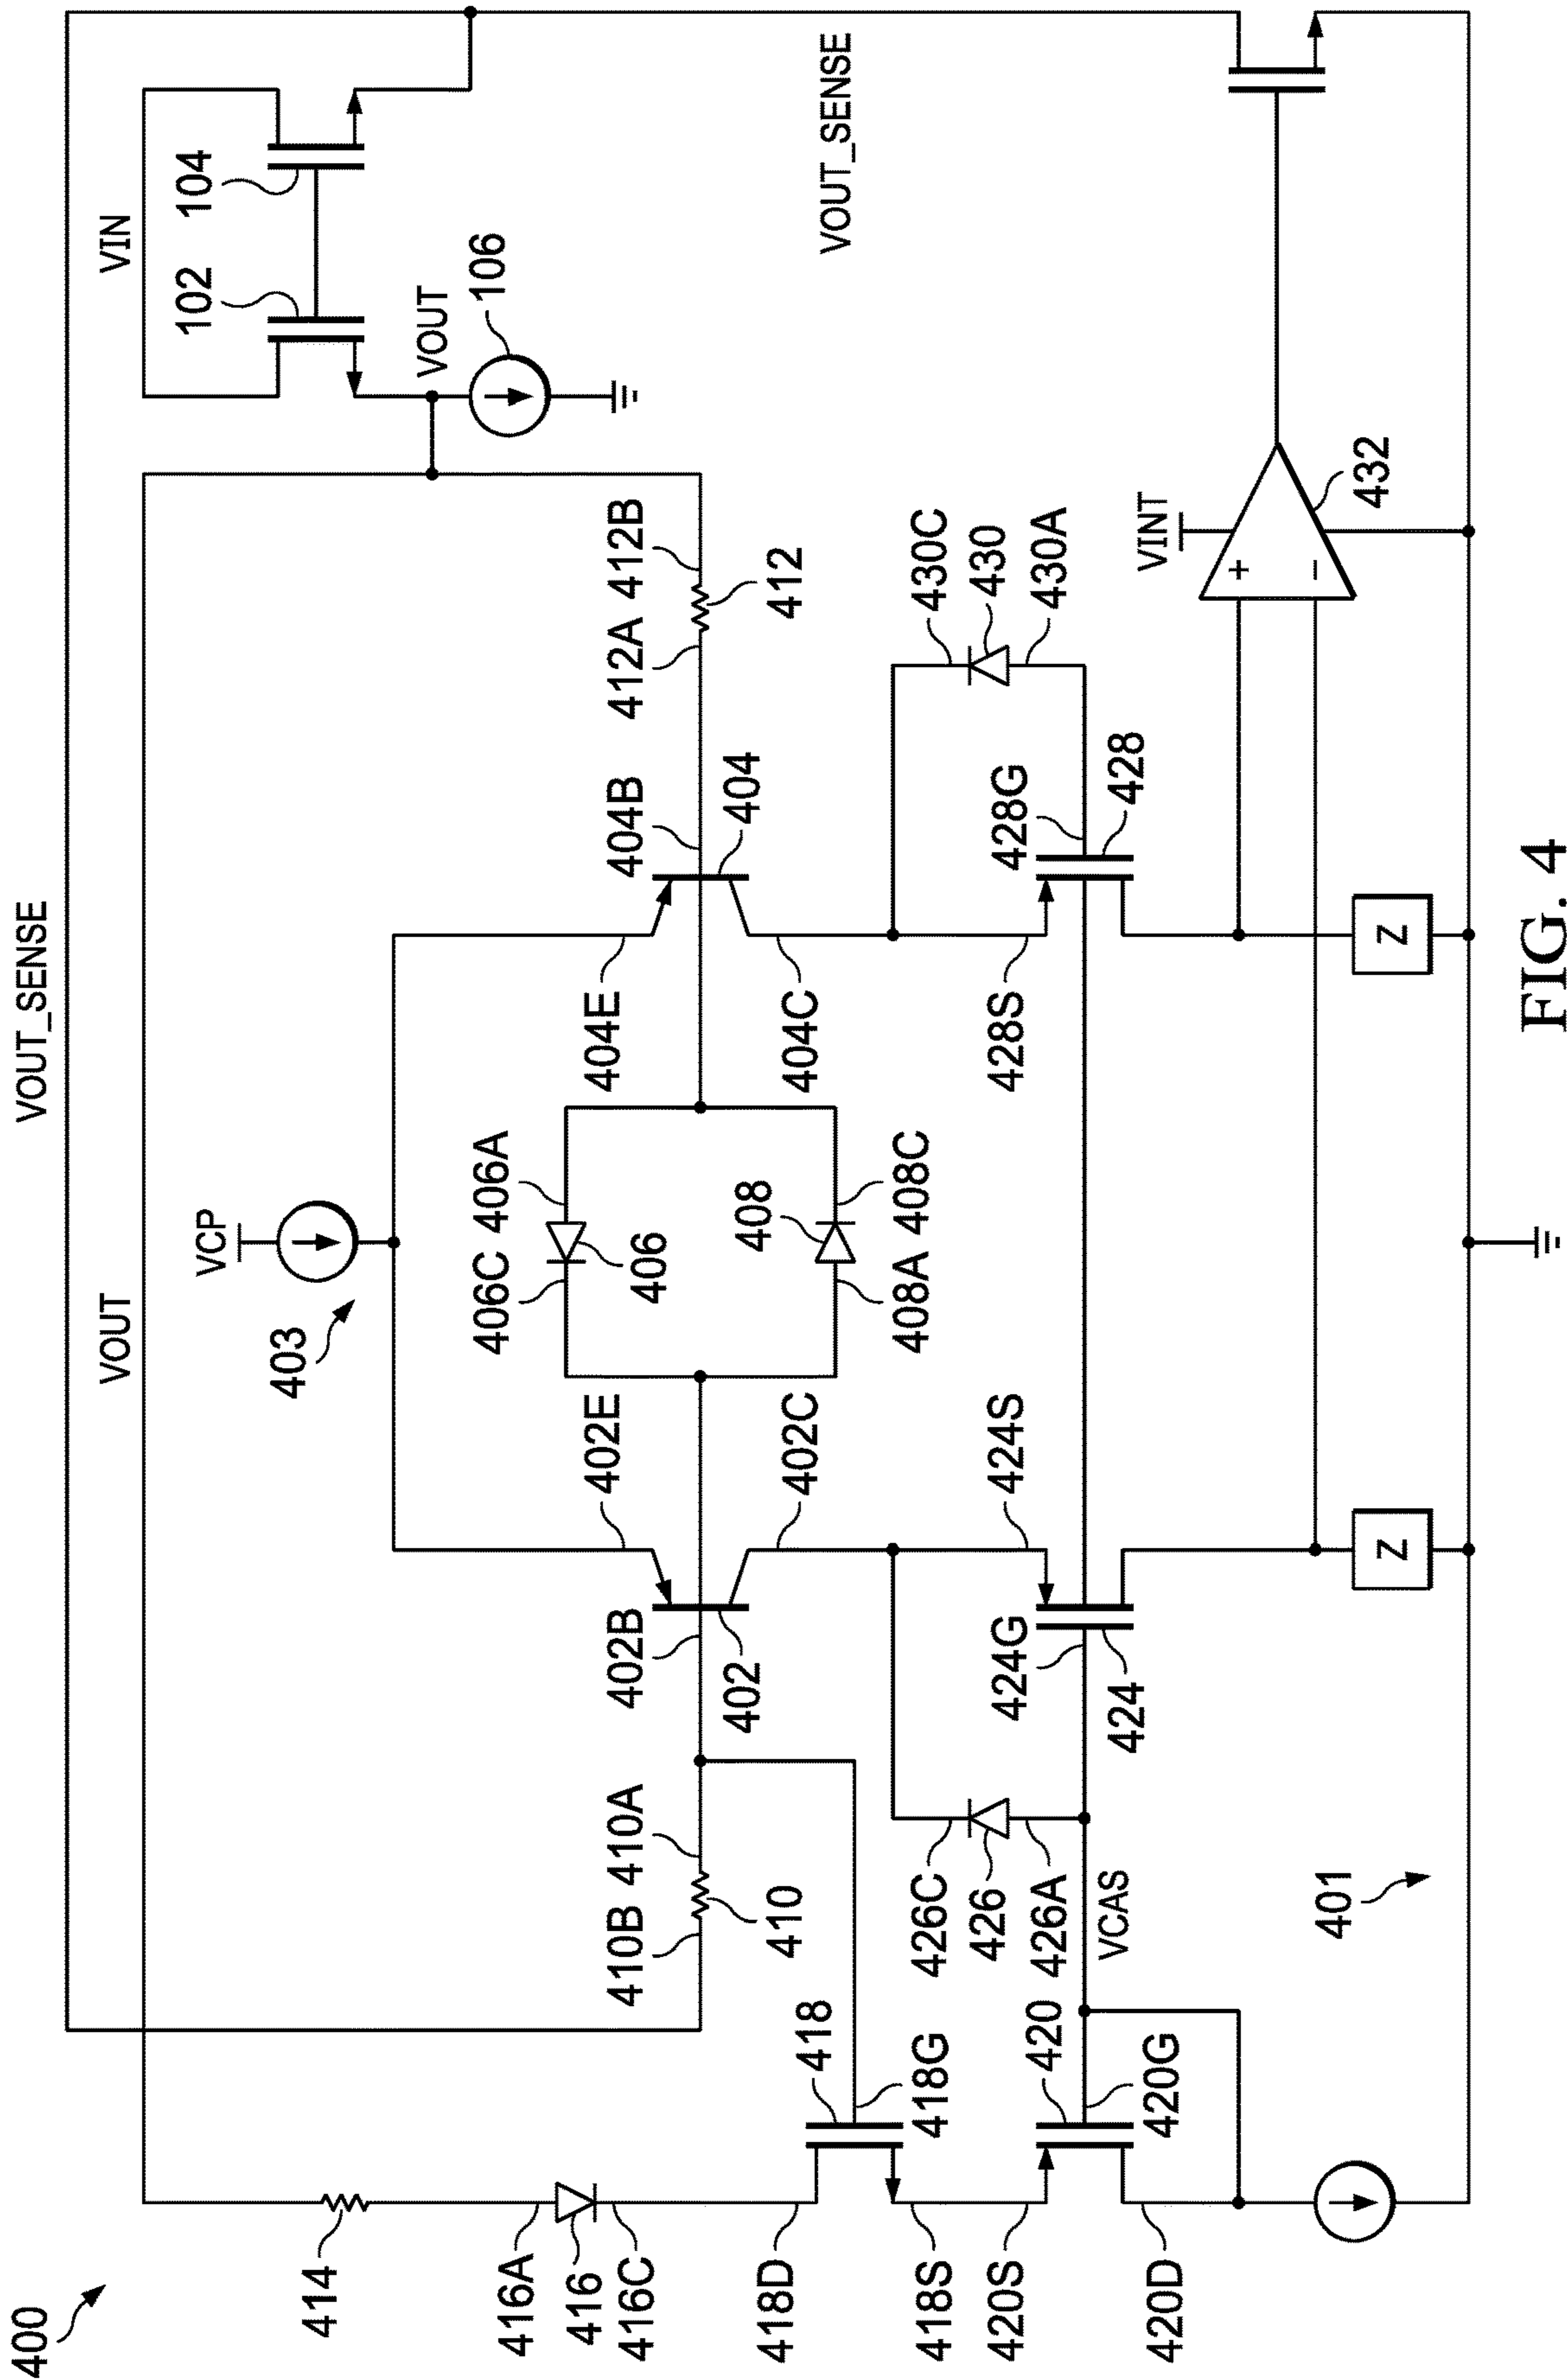 400
VOUT_SENSE
VOUT
VIN
102
104
VOUT
106
VCP
403
414
416A
416
416C
418D
418
418G
418S
420S
420
420G
420D
410B
410A
410
402B
402
402E
402C
406C
406A
406
408
408A
408C
404E
404B
404
404C
412A
412B
412
426C
426
426A
VCAS
424G
424
424S
428S
428G
428
430C
430
430A
VINT
+
-
432
VOUT_SENSE
Z
Z
401
FIG. 4